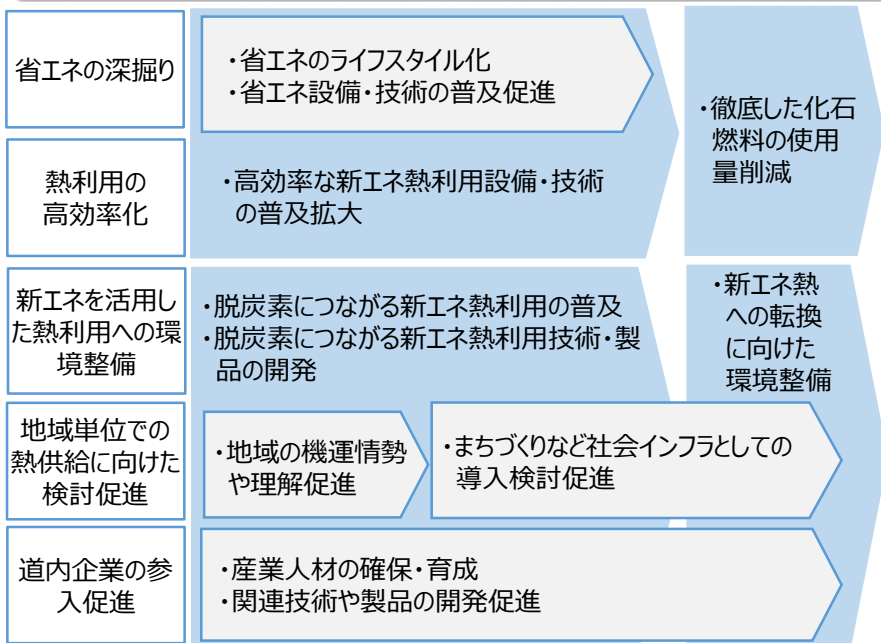 省エネの深掘り
・省エネのライフスタイル化
・省エネ設備・技術の普及促進
熱利用の
高効率化
・高効率な新エネ熱利用設備・技術
の普及拡大
・徹底した化石
燃料の使用
量削減
新エネを活用し
た熱利用への環
境整備
・脱炭素につながる新エネ熱利用の普及
・脱炭素につながる新エネ熱利用技術・製
品の開発
・新エネ熱
への転換
に向けた
環境整備
地域単位での
熱供給に向けた
検討促進
・地域の機運情勢
や理解促進
・まちづくりなど社会インフラとしての
導入検討促進
道内企業の参
入促進
・産業人材の確保・育成
・関連技術や製品の開発促進